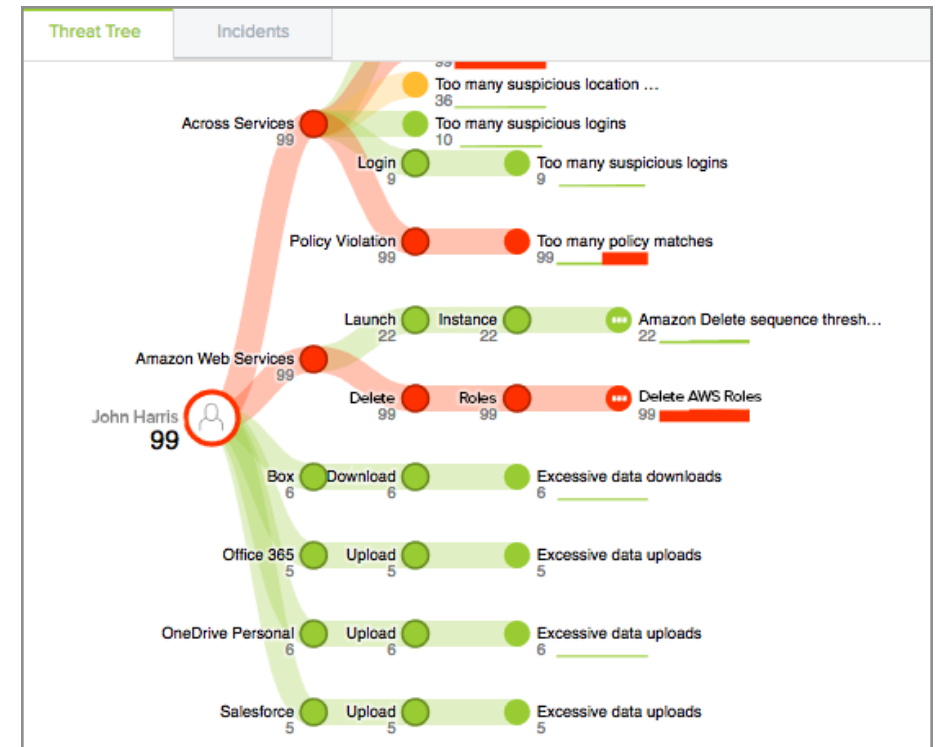 Threat Tree
Incidents
99
Too many suspicious location ...
36
Across Services
99
Too many suspicious logins
10
Login
9
Too many suspicious logins
9
Policy Violation
99
Too many policy matches
99
Launch
22
Instance
22
Amazon Delete sequence thresh...
22
Amazon Web Services
99
Delete
99
Roles
99
Delete AWS Roles
99
John Harris
99
Box
6
Download
6
Excessive data downloads
6
Office 365
5
Upload
5
Excessive data uploads
5
OneDrive Personal
6
Upload
6
Excessive data uploads
6
Salesforce
5
Upload
5
Excessive data uploads
5